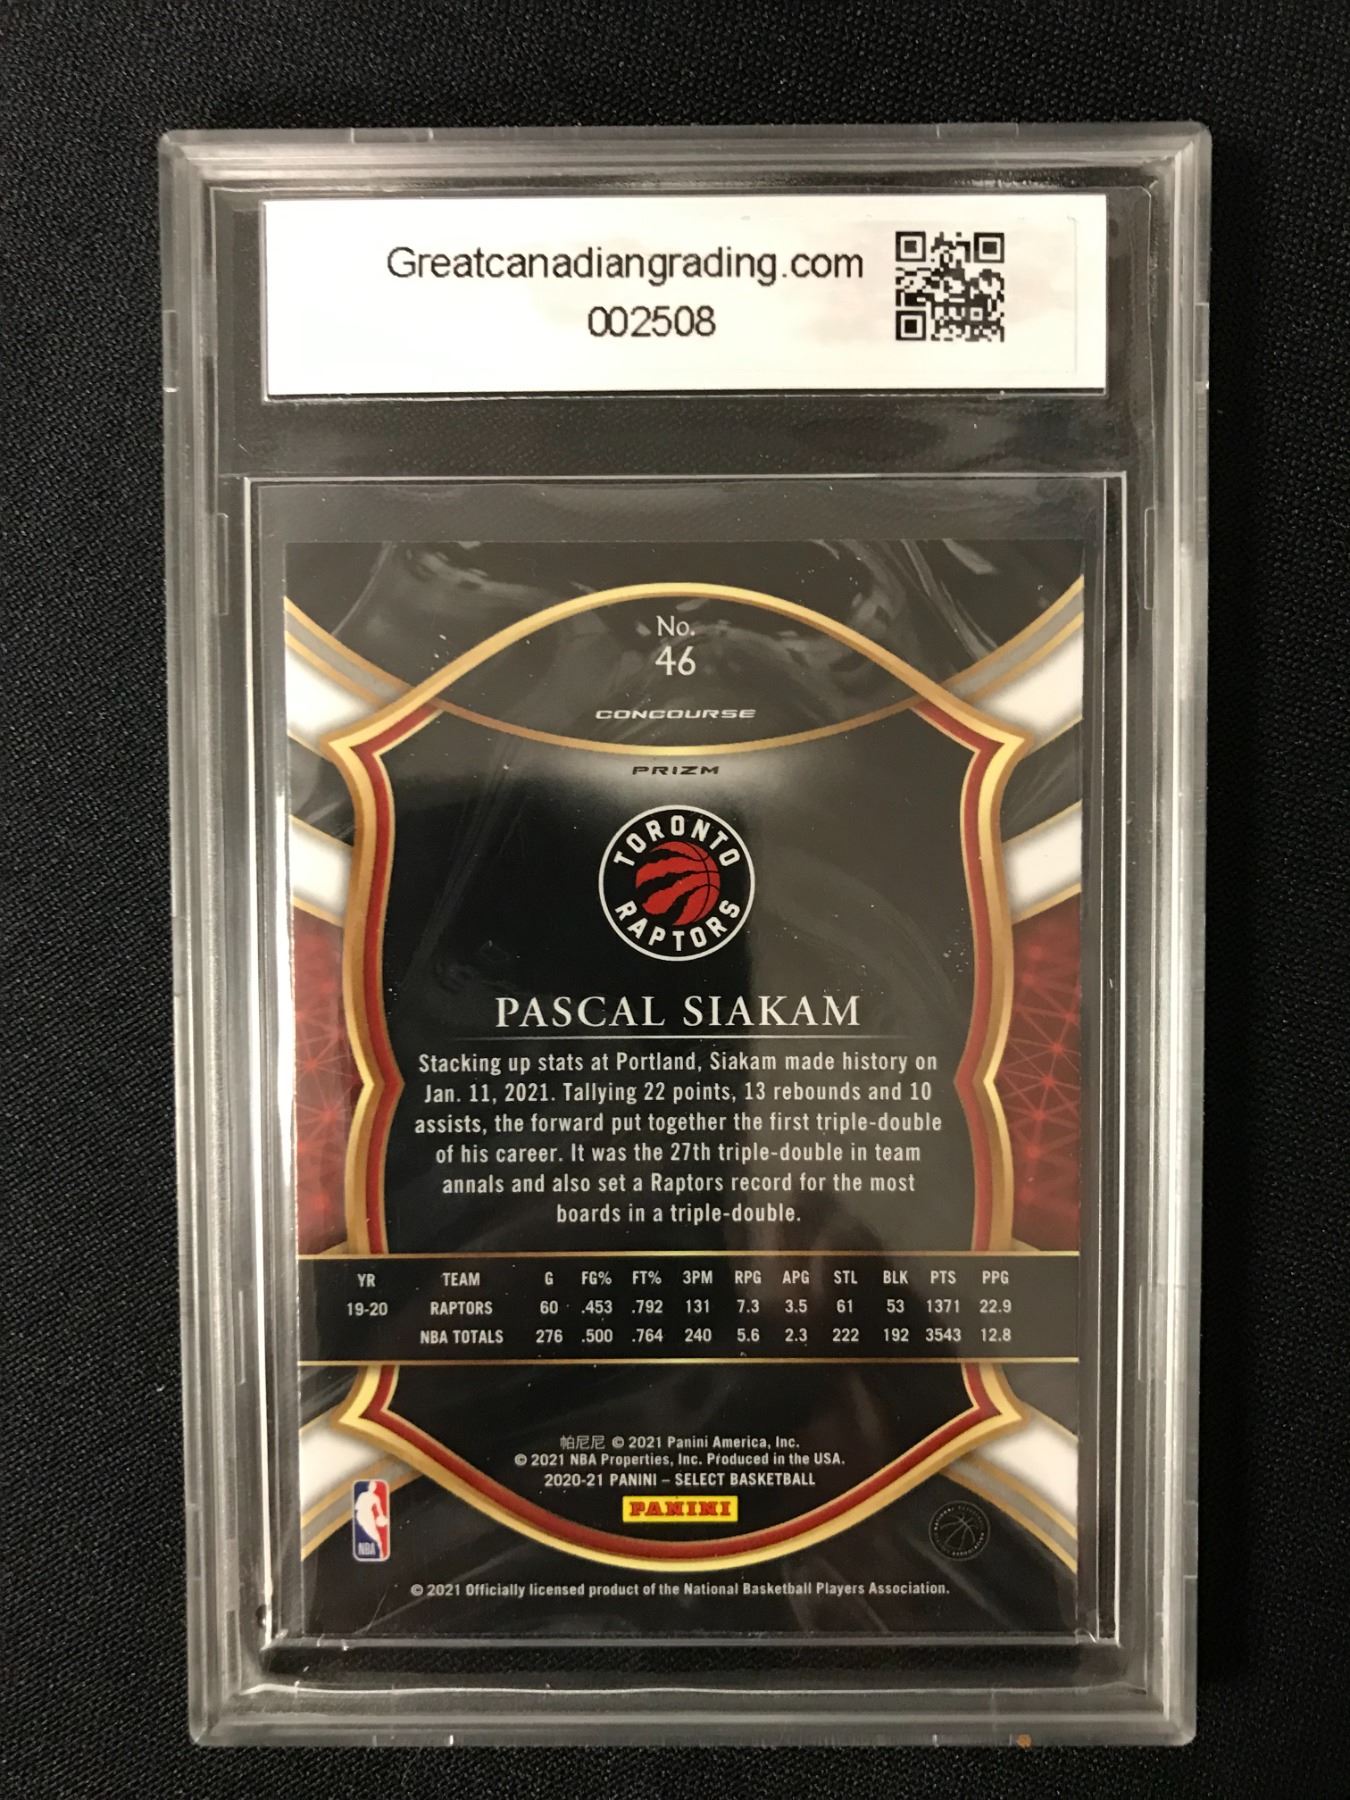 Greatcanadiangrading.com
002508
No.
46
CONCOURSE
PRIZM
TORONTO
RAPTORS
PASCAL SIAKAM
Stacking up stats at Portland, Siakam made history on
Jan. 11, 2021. Tallying 22 points, 13 rebounds and 10
assists, the forward put together the first triple-double
of his career. It was the 27th triple-double in team
annals and also set a Raptors record for the most
boards in a triple-double.
YR TEAM G FG% FT% 3PM RPG APG STL BLK PTS PPG
19-20 RAPTORS 60 .453 .792 131 7.3 3.5 61 53 1371 22.9
NBA TOTALS 276 .500 .764 240 5.6 2.3 222 192 3543 12.8
帕尼尼 © 2021 Panini America, Inc.
© 2021 NBA Properties, Inc. Produced in the USA.
2020-21 PANINI – SELECT BASKETBALL
PANINI
NBA
© 2021 Officially licensed product of the National Basketball Players Association.